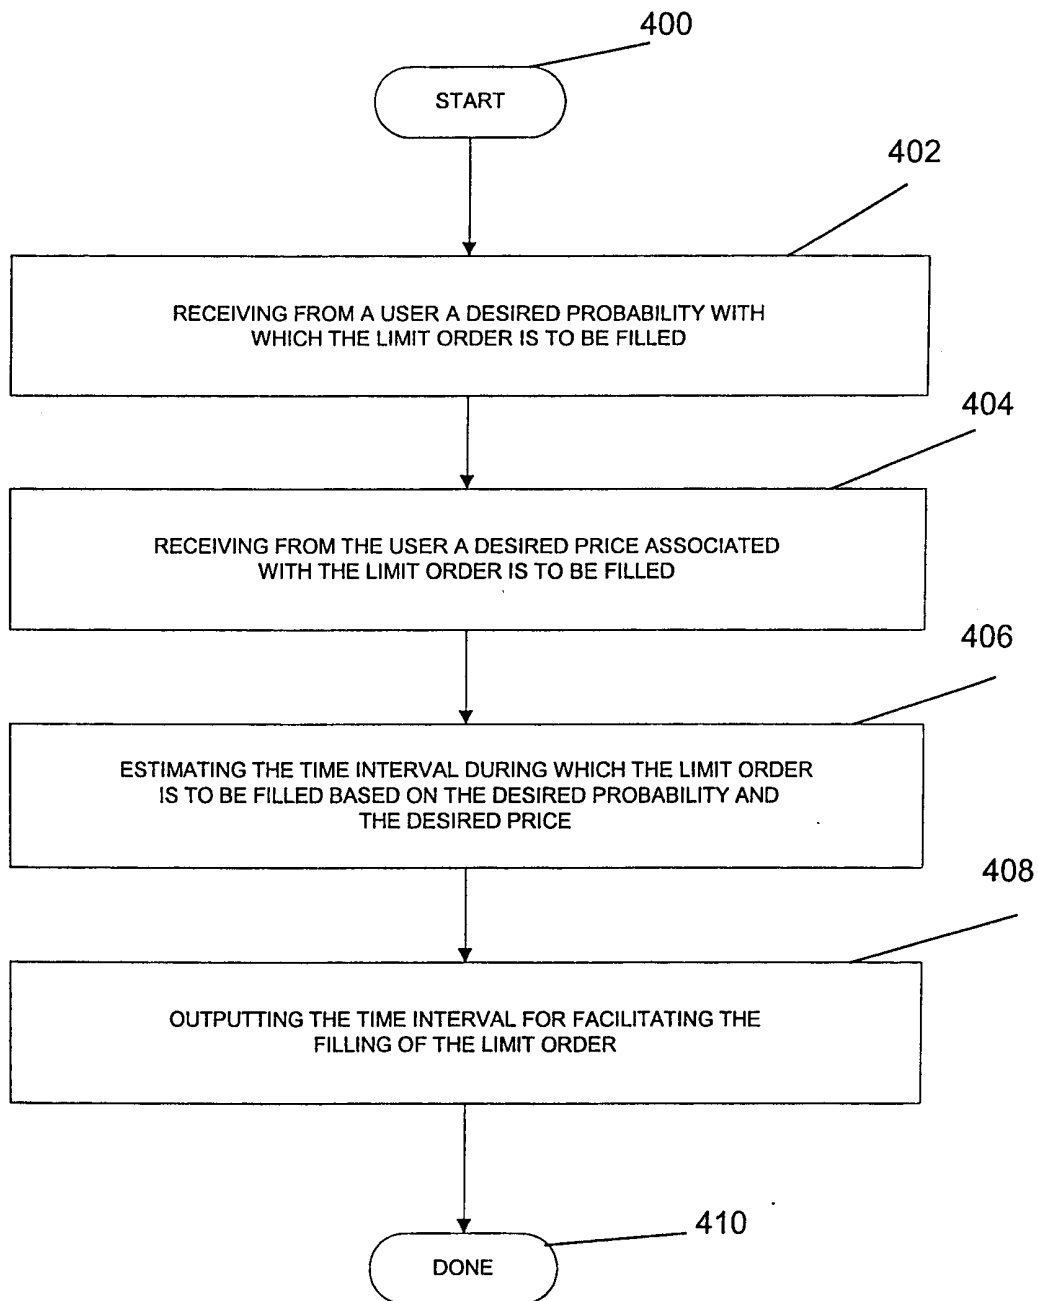 400
START
402
RECEIVING FROM A USER A DESIRED PROBABILITY WITH
WHICH THE LIMIT ORDER IS TO BE FILLED
404
RECEIVING FROM THE USER A DESIRED PRICE ASSOCIATED
WITH THE LIMIT ORDER IS TO BE FILLED
406
ESTIMATING THE TIME INTERVAL DURING WHICH THE LIMIT ORDER
IS TO BE FILLED BASED ON THE DESIRED PROBABILITY AND
THE DESIRED PRICE
408
OUTPUTTING THE TIME INTERVAL FOR FACILITATING THE
FILLING OF THE LIMIT ORDER
410
DONE